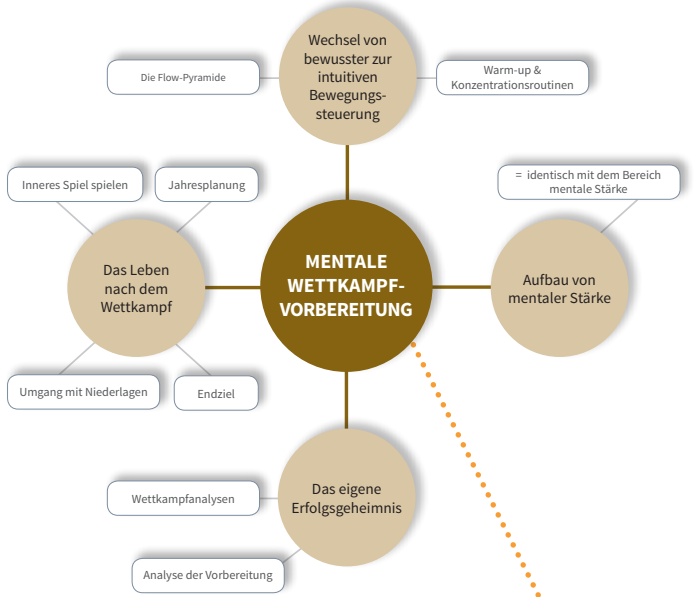 Wechsel von
bewusster zur
intuitiven
Bewegungs-
steuerung
Die Flow-Pyramide
Warm-up &
Konzentrationsroutinen
Inneres Spiel spielen
Jahresplanung
= identisch mit dem Bereich
mentale Stärke
Das Leben
nach dem
Wettkampf
MENTALE
WETTKAMPF-
VORBEREITUNG
Aufbau von
mentaler Stärke
Umgang mit Niederlagen
Endziel
Das eigene
Erfolgsgeheimnis
Wettkampfanalysen
Analyse der Vorbereitung